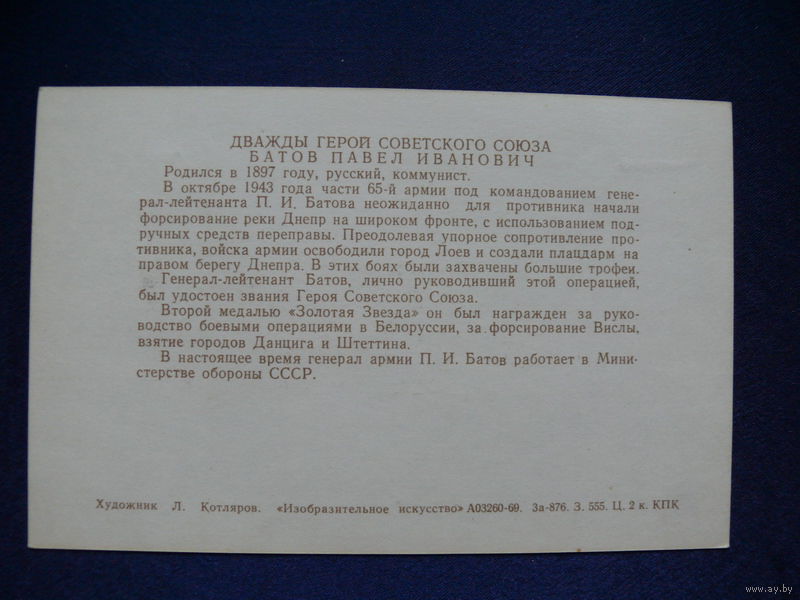 ДВАЖДЫ ГЕРОЙ СОВЕТСКОГО СОЮЗА
БАТОВ ПАВЕЛ ИВАНОВИЧ
Родился в 1897 году, русский, коммунист.
В октябре 1943 года части 65-й армии под командованием гене-
рал-лейтенанта П. И. Батова неожиданно для противника начали
форсирование реки Днепр на широком фронте, с использованием под-
ручных средств переправы. Преодолевая упорное сопротивление про-
тивника, войска армии освободили город Лоев и создали плацдарм на
правом берегу Днепра. В этих боях были захвачены большие трофеи.
Генерал-лейтенант Батов, лично руководивший этой операцией,
был удостоен звания Героя Советского Союза.
Второй медалью «Золотая Звезда» он был награжден за руко-
водство боевыми операциями в Белоруссии, за форсирование Вислы,
взятие городов Данцига и Штеттина.
В настоящее время генерал армии П. И. Батов работает в Мини-
стерстве обороны СССР.
Художник Л. Котляров. «Изобразительное искусство» А03260-69. За-876. З. 555. Ц. 2 к. КПК
www.ay.by